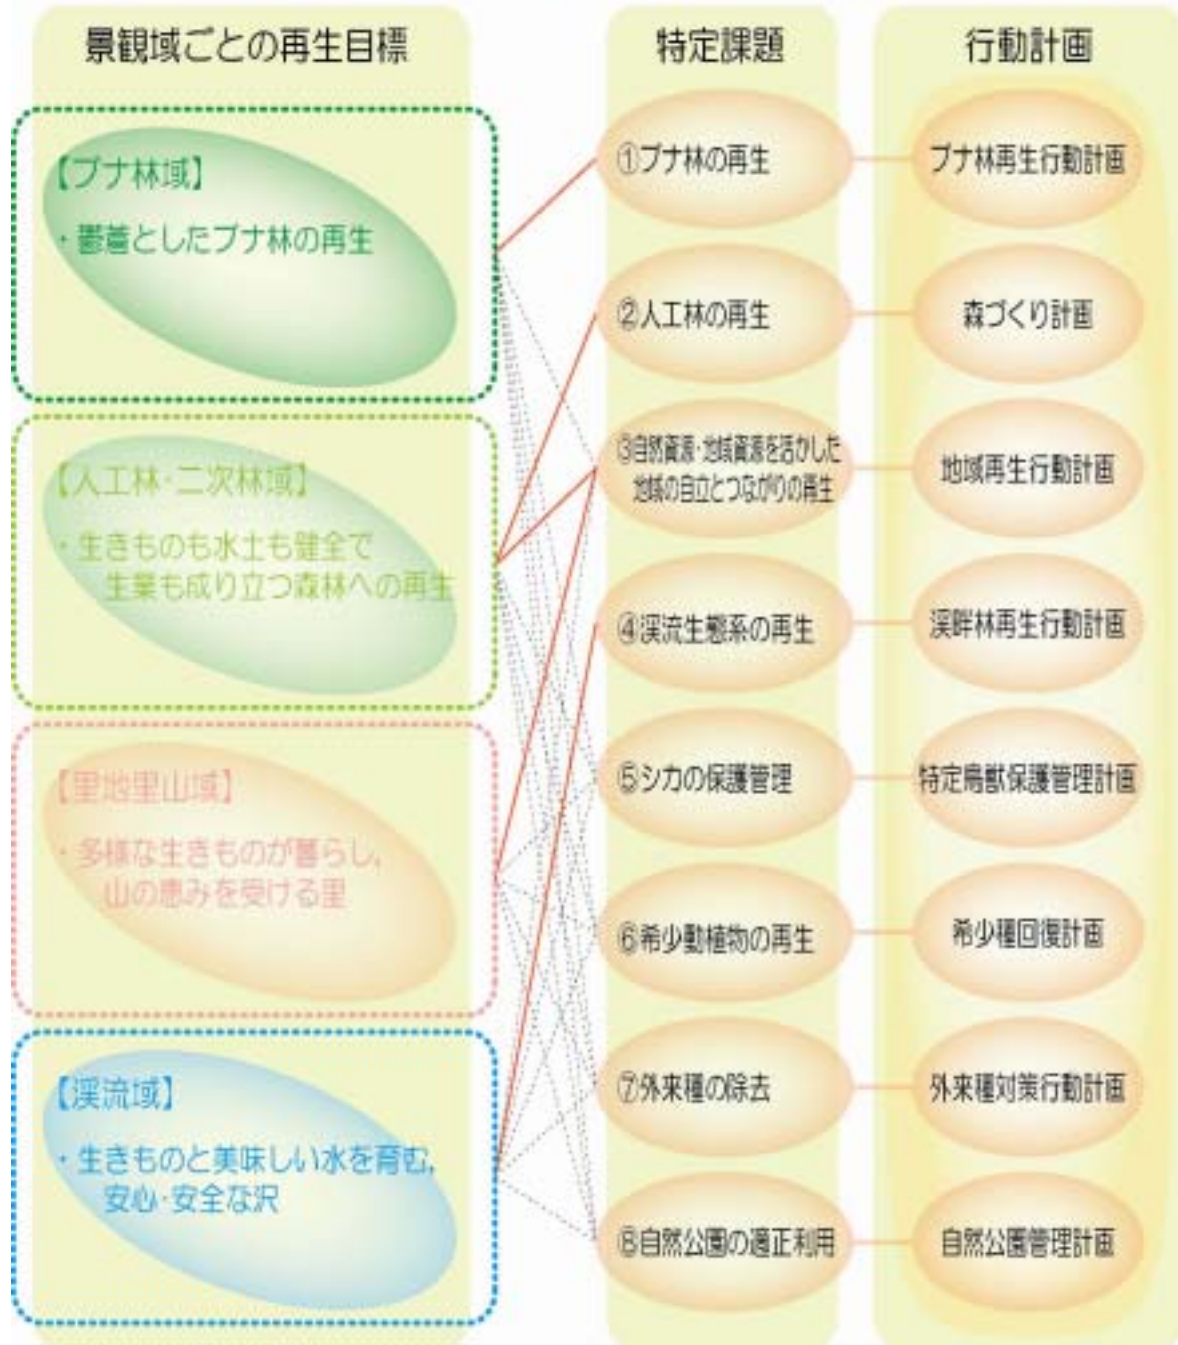 景観域ごとの再生目標
【ブナ林域】
・鬱蒼としたブナ林の再生
【人工林・二次林域】
・生きものも水土も健全で
生業も成り立つ森林への再生
【里地里山域】
・多様な生きものが暮らし,
山の恵みを受ける里
【渓流域】
・生きものと美味しい水を育む,
安心・安全な沢
特定課題
①ブナ林の再生
②人工林の再生
③自然資源・地域資源を活かした
地域の自立とつながりの再生
④渓流生態系の再生
⑤シカの保護管理
⑥希少動植物の再生
⑦外来種の除去
⑧自然公園の適正利用
行動計画
ブナ林再生行動計画
森づくり計画
地域再生行動計画
渓畔林再生行動計画
特定鳥獣保護管理計画
希少種回復計画
外来種対策行動計画
自然公園管理計画